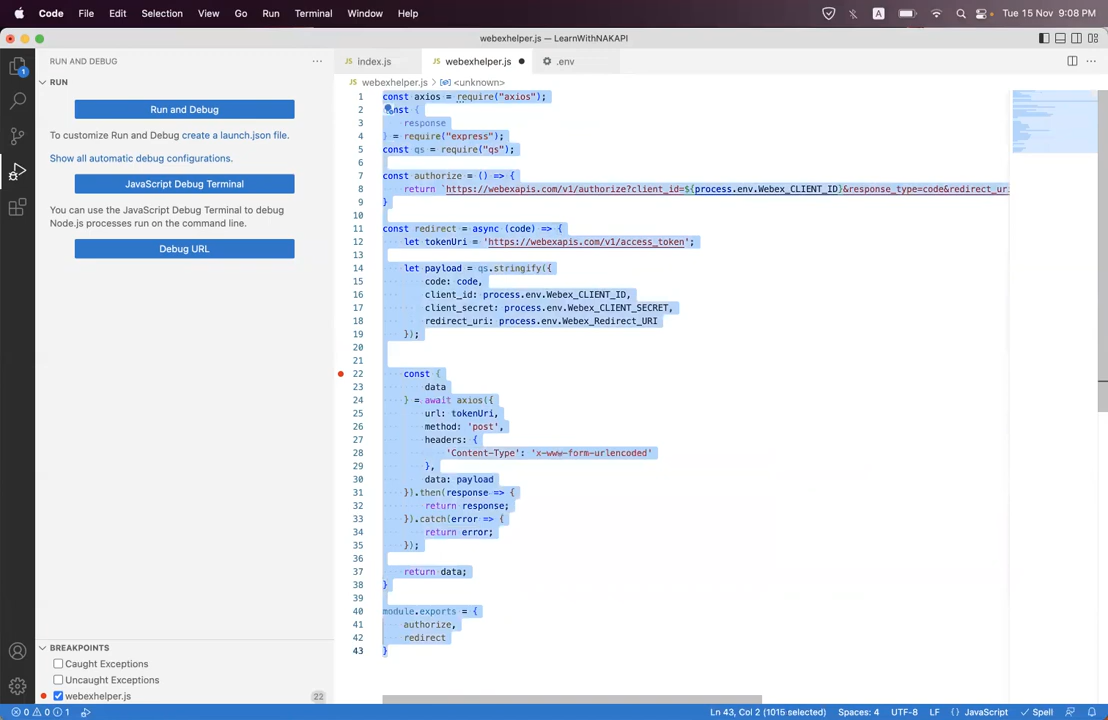 Code File Edit Selection View Go Run Terminal Window Help A Tue 15 Nov 9:08 PM
webexhelper.js — LearnWithNAKAPI
1
RUN AND DEBUG ···
RUN
Run and Debug
To customize Run and Debug create a launch.json file.
Show all automatic debug configurations.
JavaScript Debug Terminal
You can use the JavaScript Debug Terminal to debug
Node.js processes run on the command line.
Debug URL
BREAKPOINTS
Caught Exceptions
Uncaught Exceptions
webexhelper.js 22
JS index.js JS webexhelper.js .env ···
JS webexhelper.js > <unknown>
1 const axios = require("axios");
2 const {
3 response
4 } = require("express");
5 const qs = require("qs");
6
7 const authorize = () => {
8 return `https://webexapis.com/v1/authorize?client_id=${process.env.Webex_CLIENT_ID}&response_type=code&redirect_ur
9 }
10
11 const redirect = async (code) => {
12 let tokenUri = 'https://webexapis.com/v1/access_token';
13
14 let payload = qs.stringify({
15 code: code,
16 client_id: process.env.Webex_CLIENT_ID,
17 client_secret: process.env.Webex_CLIENT_SECRET,
18 redirect_uri: process.env.Webex_Redirect_URI
19 });
20
21
22 const {
23 data
24 } = await axios({
25 url: tokenUri,
26 method: 'post',
27 headers: {
28 'Content-Type': 'x-www-form-urlencoded'
29 },
30 data: payload
31 }).then(response => {
32 return response;
33 }).catch(error => {
34 return error;
35 });
36
37 return data;
38 }
39
40 module.exports = {
41 authorize,
42 redirect
43 }
0 0 1 Ln 43, Col 2 (1015 selected) Spaces: 4 UTF-8 LF {} JavaScript Spell